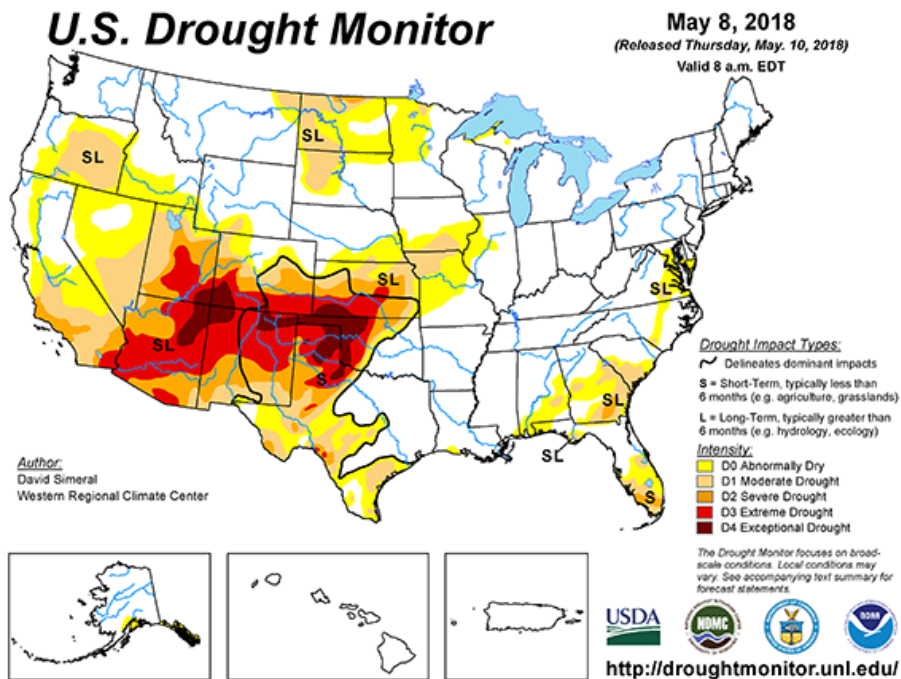 U.S. Drought Monitor
May 8, 2018
(Released Thursday, May. 10, 2018)
Valid 8 a.m. EDT
SL
SL
SL
SL
SL
S
SL
SL
S
Drought Impact Types:
Delineates dominant impacts
S = Short-Term, typically less than
6 months (e.g. agriculture, grasslands)
L = Long-Term, typically greater than
6 months (e.g. hydrology, ecology)
Intensity:
D0 Abnormally Dry
D1 Moderate Drought
D2 Severe Drought
D3 Extreme Drought
D4 Exceptional Drought
Author:
David Simeral
Western Regional Climate Center
The Drought Monitor focuses on broad-
scale conditions. Local conditions may
vary. See accompanying text summary for
forecast statements.
USDA
NDMC
NOAA
http://droughtmonitor.unl.edu/